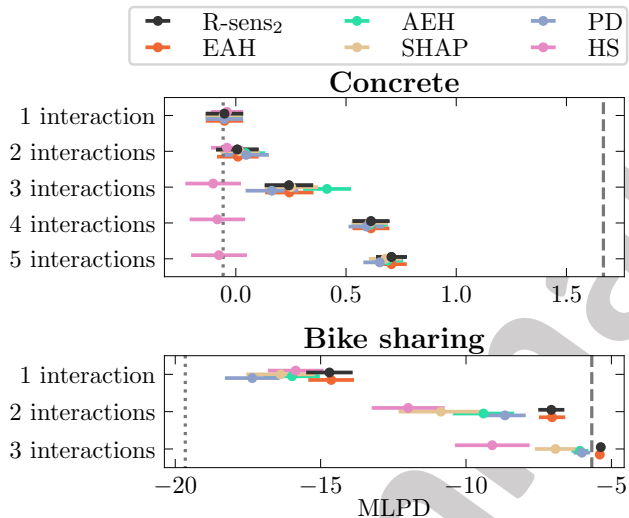 R-sens₂ AEH PD
EAH SHAP HS
Concrete
1 interaction
2 interactions
3 interactions
4 interactions
5 interactions
0.0 0.5 1.0 1.5
Bike sharing
1 interaction
2 interactions
3 interactions
−20 −15 −10 −5
MLPD